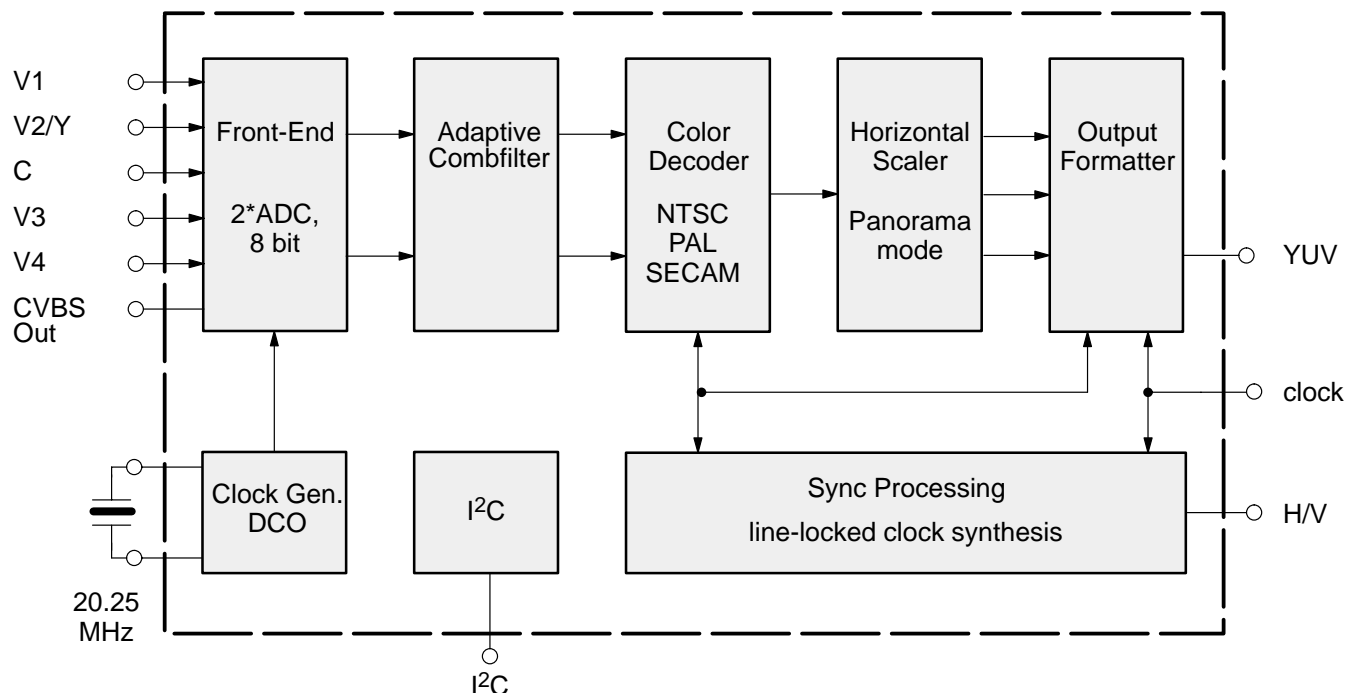 V1
V2/Y
C
V3
V4
CVBS
Out
Front-End
2*ADC,
8 bit
Adaptive
Combfilter
Color
Decoder
NTSC
PAL
SECAM
Horizontal
Scaler
Panorama
mode
Output
Formatter
YUV
clock
H/V
Clock Gen.
DCO
I²C
Sync Processing
line-locked clock synthesis
20.25
MHz
I²C